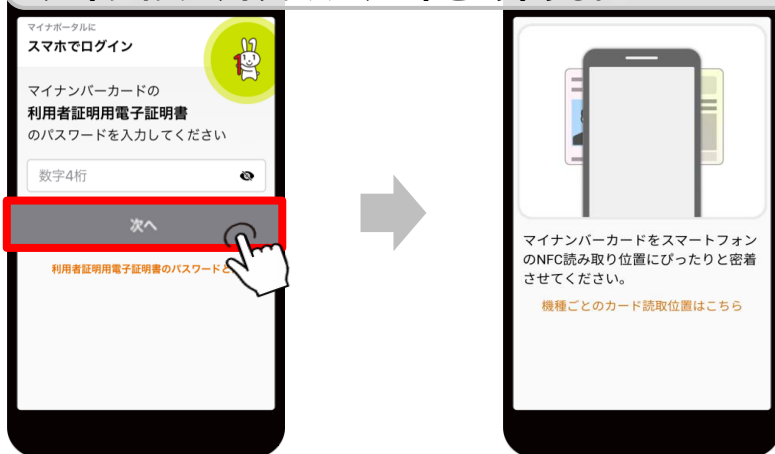 マイナポータルに
スマホでログイン
マイナンバーカードの
利用者証明用電子証明書
のパスワードを入力してください
数字4桁
次へ
利用者証明用電子証明書のパスワードと
マイナンバーカードをスマートフォン
のNFC読み取り位置にぴったりと密着
させてください。
機種ごとのカード読取位置はこちら